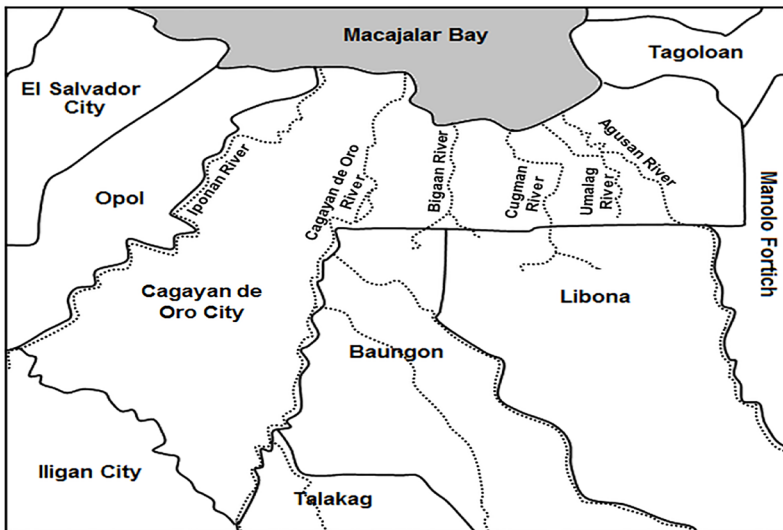 Macajalar Bay
Tagoloan
El Salvador
City
Opol
Iponan River
Cagayan de Oro
River
Bigaan River
Cugman
River
Umalag
River
Agusan River
Manolo Fortich
Cagayan de
Oro City
Libona
Baungon
Iligan City
Talakag